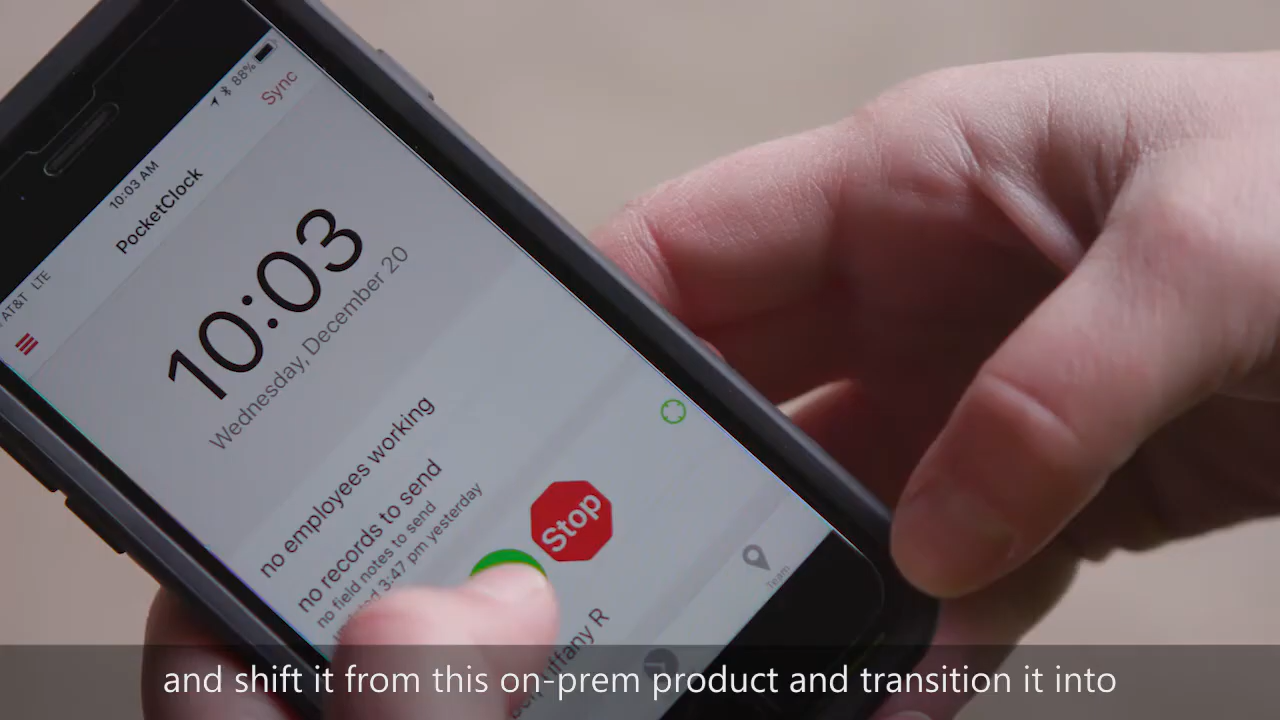 AT&T LTE 10:03 AM 88%
PocketClock Sync
10:03
Wednesday, December 20
no employees working
no records to send
no field notes to send
3:47 pm yesterday
Stop
Team
and shift it from this on-prem product and transition it into